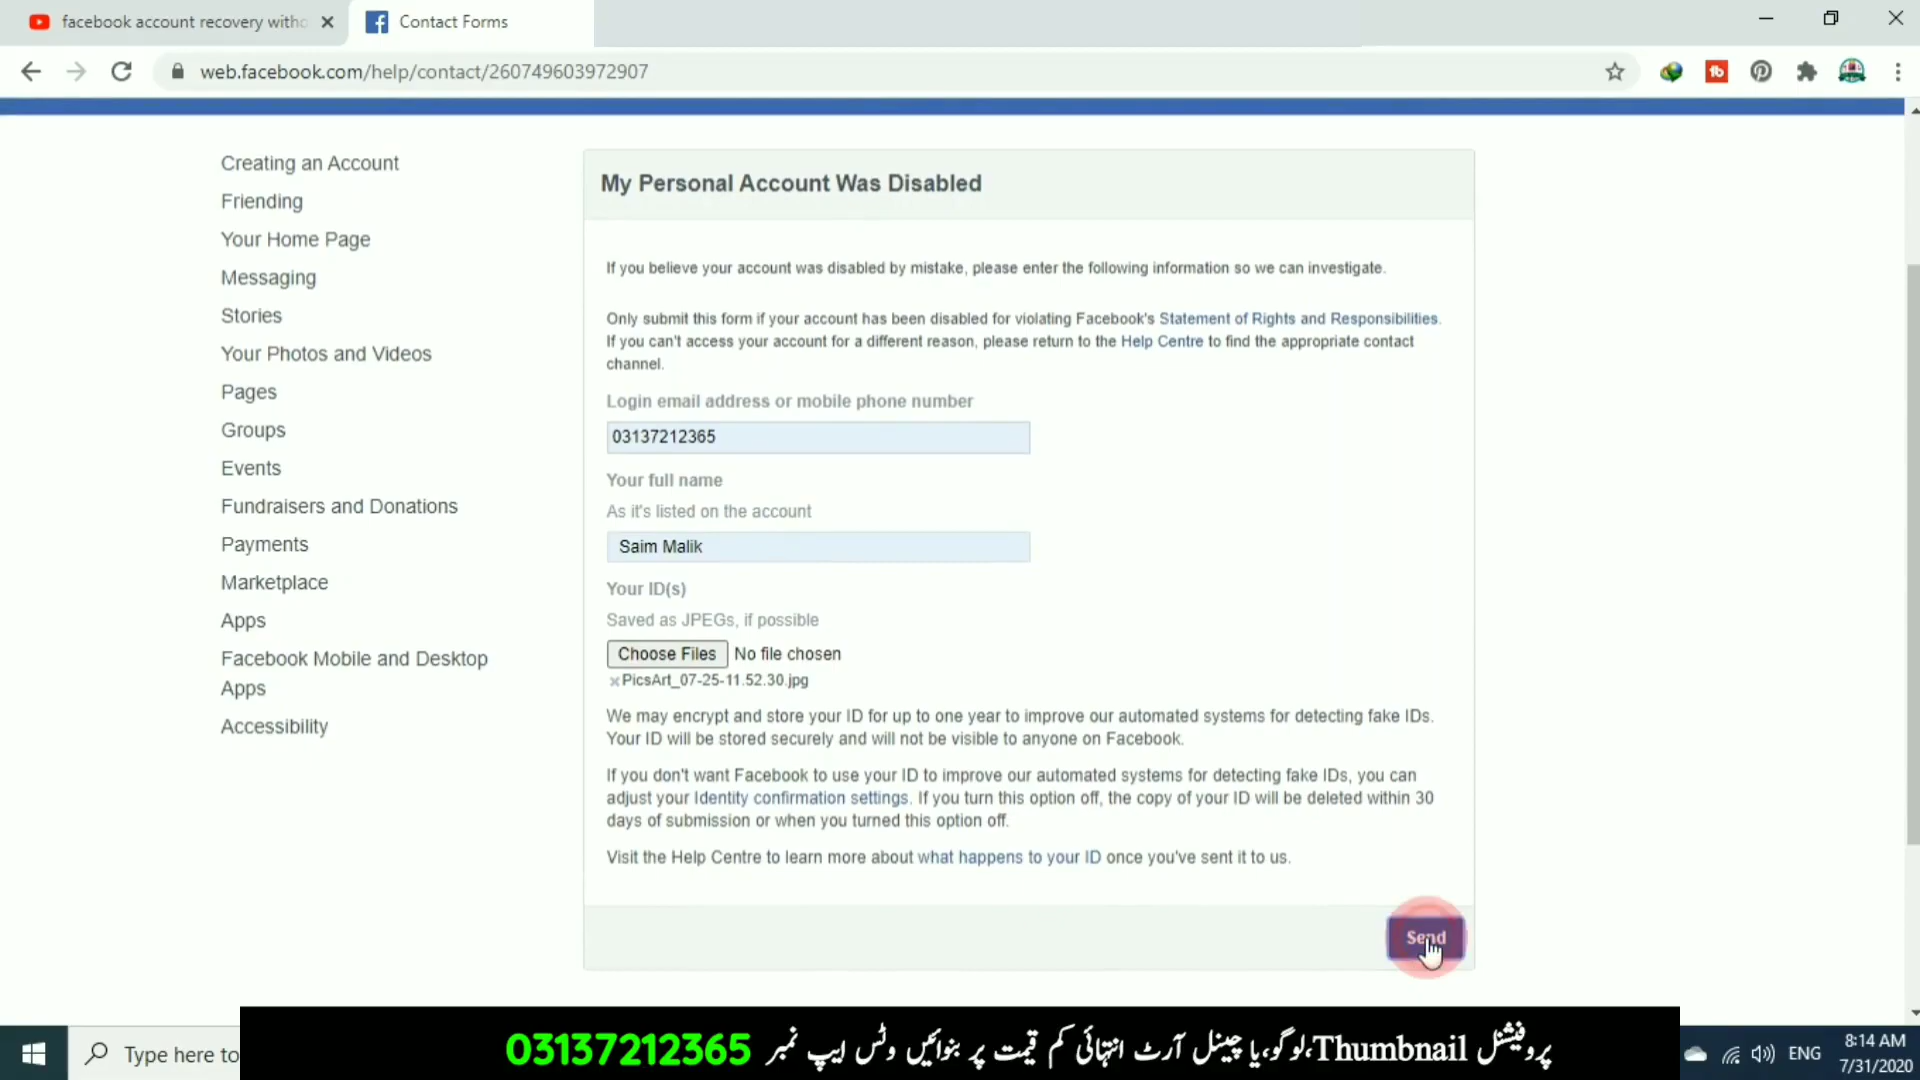 facebook account recovery witho
Contact Forms
web.facebook.com/help/contact/260749603972907
Creating an Account
Friending
Your Home Page
Messaging
Stories
Your Photos and Videos
Pages
Groups
Events
Fundraisers and Donations
Payments
Marketplace
Apps
Facebook Mobile and Desktop
Apps
Accessibility
My Personal Account Was Disabled
If you believe your account was disabled by mistake, please enter the following information so we can investigate.
Only submit this form if your account has been disabled for violating Facebook's Statement of Rights and Responsibilities.
If you can't access your account for a different reason, please return to the Help Centre to find the appropriate contact
channel.
Login email address or mobile phone number
03137212365
Your full name
As it's listed on the account
Saim Malik
Your ID(s)
Saved as JPEGs, if possible
Choose Files No file chosen
PicsArt_07-25-11.52.30.jpg
We may encrypt and store your ID for up to one year to improve our automated systems for detecting fake IDs.
Your ID will be stored securely and will not be visible to anyone on Facebook.
If you don't want Facebook to use your ID to improve our automated systems for detecting fake IDs, you can
adjust your Identity confirmation settings. If you turn this option off, the copy of your ID will be deleted within 30
days of submission or when you turned this option off.
Visit the Help Centre to learn more about what happens to your ID once you've sent it to us.
Send
Type here to
پروفیشنل Thumbnail،لوگو،یا چینل آرٹ انتہائی کم قیمت پر بنوائیں وٹس ایپ نمبر 03137212365
ENG
8:14 AM
7/31/2020